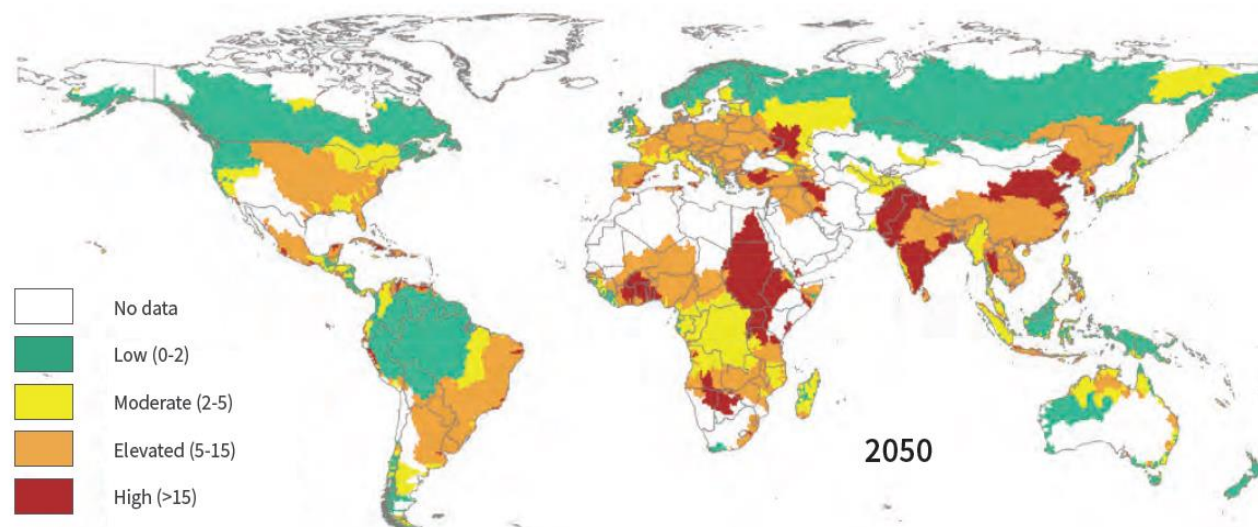 No data
Low (0-2)
Moderate (2-5)
Elevated (5-15)
High (>15)
2050